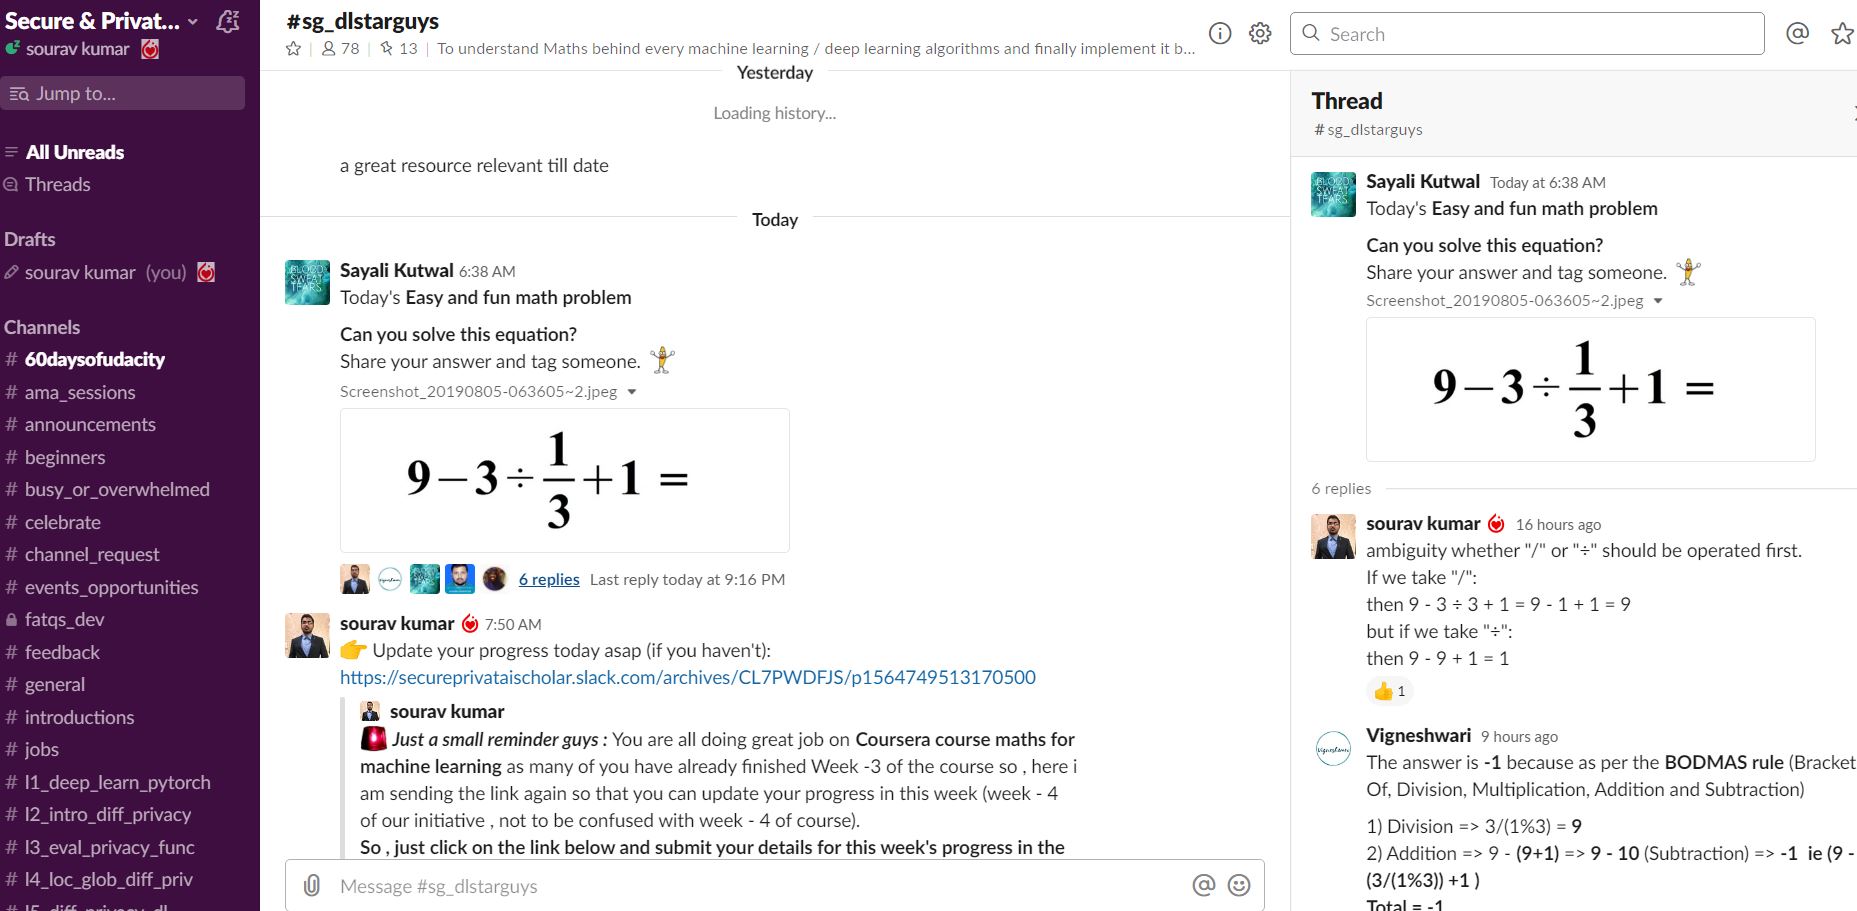 Secure & Privat...
sourav kumar
Jump to...
All Unreads
Threads
Drafts
sourav kumar (you)
Channels
# 60daysofudacity
# ama_sessions
# announcements
# beginners
# busy_or_overwhelmed
# celebrate
# channel_request
# events_opportunities
fatqs_dev
# feedback
# general
# introductions
# jobs
# l1_deep_learn_pytorch
# l2_intro_diff_privacy
# l3_eval_privacy_func
# l4_loc_glob_diff_priv
# l5_diff_privacy_dl
#sg_dlstarguys
78 | 13 | To understand Maths behind every machine learning / deep learning algorithms and finally implement it b...
Search
Yesterday
Loading history...
a great resource relevant till date
Today
Sayali Kutwal 6:38 AM
Today's Easy and fun math problem
Can you solve this equation?
Share your answer and tag someone.
Screenshot_20190805-063605~2.jpeg
9−3÷1/3+1 =
6 replies Last reply today at 9:16 PM
sourav kumar 7:50 AM
👉 Update your progress today asap (if you haven't):
https://secureprivataischolar.slack.com/archives/CL7PWDFJS/p1564749513170500
sourav kumar
🚨 Just a small reminder guys : You are all doing great job on Coursera course maths for
machine learning as many of you have already finished Week -3 of the course so , here i
am sending the link again so that you can update your progress in this week (week - 4
of our initiative , not to be confused with week - 4 of course).
So , just click on the link below and submit your details for this week's progress in the
Message #sg_dlstarguys
Thread
# sg_dlstarguys
Sayali Kutwal Today at 6:38 AM
Today's Easy and fun math problem
Can you solve this equation?
Share your answer and tag someone.
Screenshot_20190805-063605~2.jpeg
9−3÷1/3+1 =
6 replies
sourav kumar 16 hours ago
ambiguity whether "/" or "÷" should be operated first.
If we take "/":
then 9 - 3 ÷ 3 + 1 = 9 - 1 + 1 = 9
but if we take "÷":
then 9 - 9 + 1 = 1
👍 1
Vigneshwari 9 hours ago
The answer is -1 because as per the BODMAS rule (Bracket
Of, Division, Multiplication, Addition and Subtraction)
1) Division => 3/(1%3) = 9
2) Addition => 9 - (9+1) => 9 - 10 (Subtraction) => -1 ie (9 -
(3/(1%3)) +1 )
Total = -1